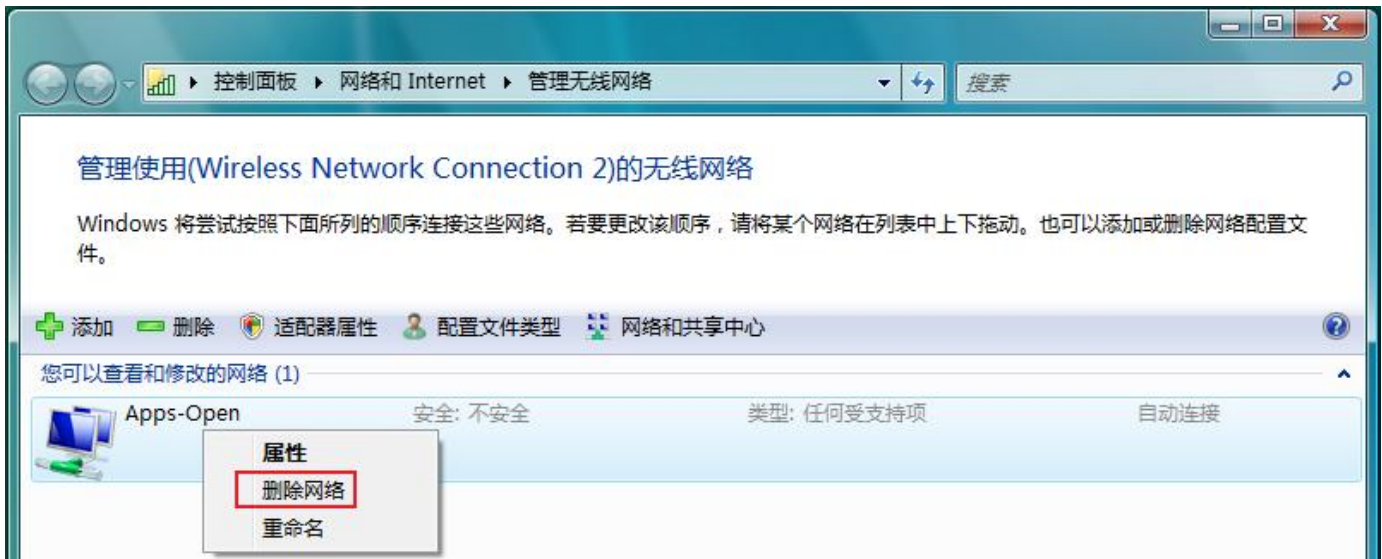 控制面板 ▸ 网络和 Internet ▸ 管理无线网络
搜索
管理使用(Wireless Network Connection 2)的无线网络
Windows 将尝试按照下面所列的顺序连接这些网络。若要更改该顺序，请将某个网络在列表中上下拖动。也可以添加或删除网络配置文
件。
添加 删除 适配器属性 配置文件类型 网络和共享中心
您可以查看和修改的网络 (1)
Apps-Open 安全: 不安全 类型: 任何受支持项 自动连接
属性
删除网络
重命名